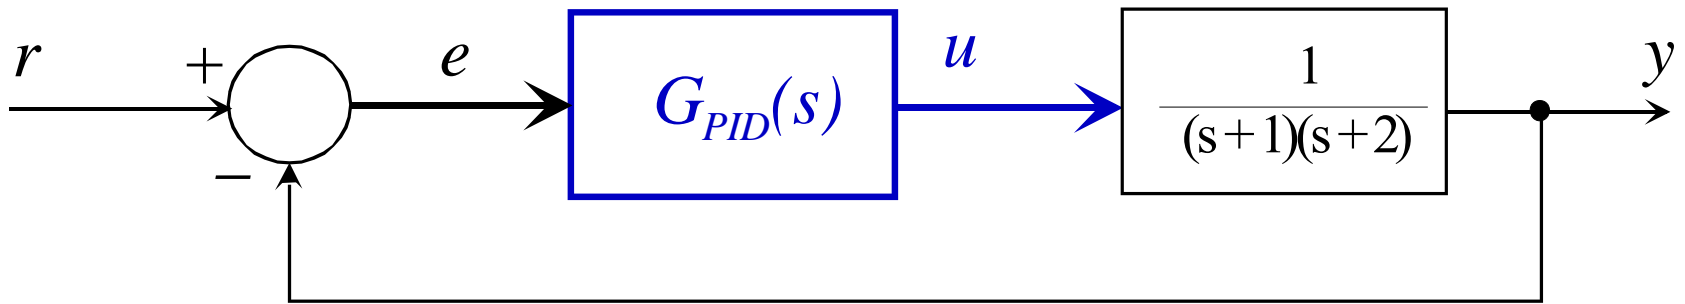 r
+
−
e
G_PID(s)
u
1
(s+1)(s+2)
y